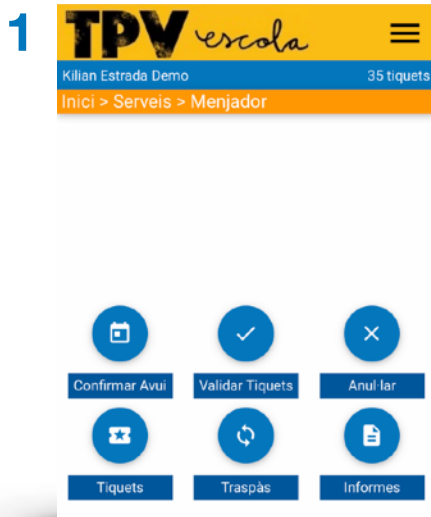 1
TPV escola
Kilian Estrada Demo 35 tiquets
Inici > Serveis > Menjador
Confirmar Avui Validar Tiquets Anul·lar
Tiquets Traspàs Informes